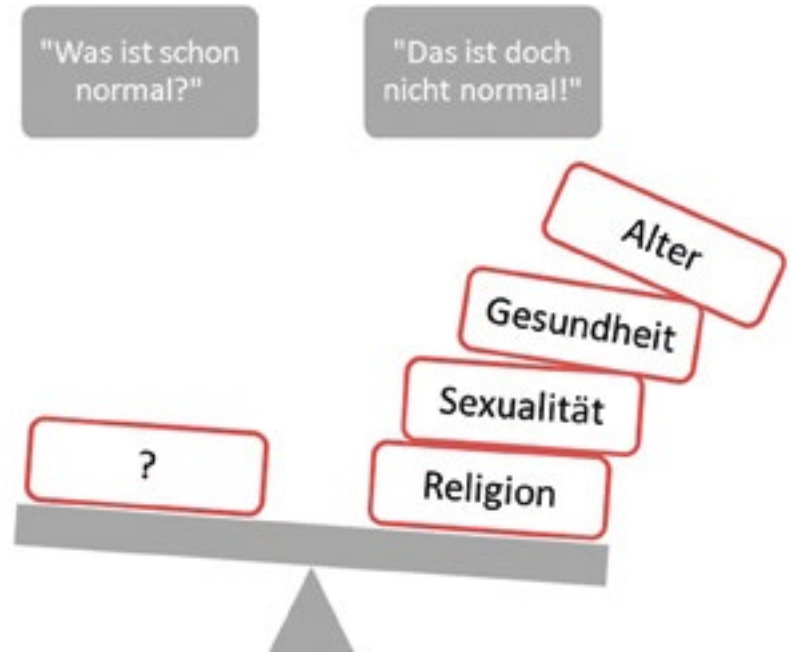 "Was ist schon
normal?"
"Das ist doch
nicht normal!"
Alter
Gesundheit
Sexualität
?
Religion